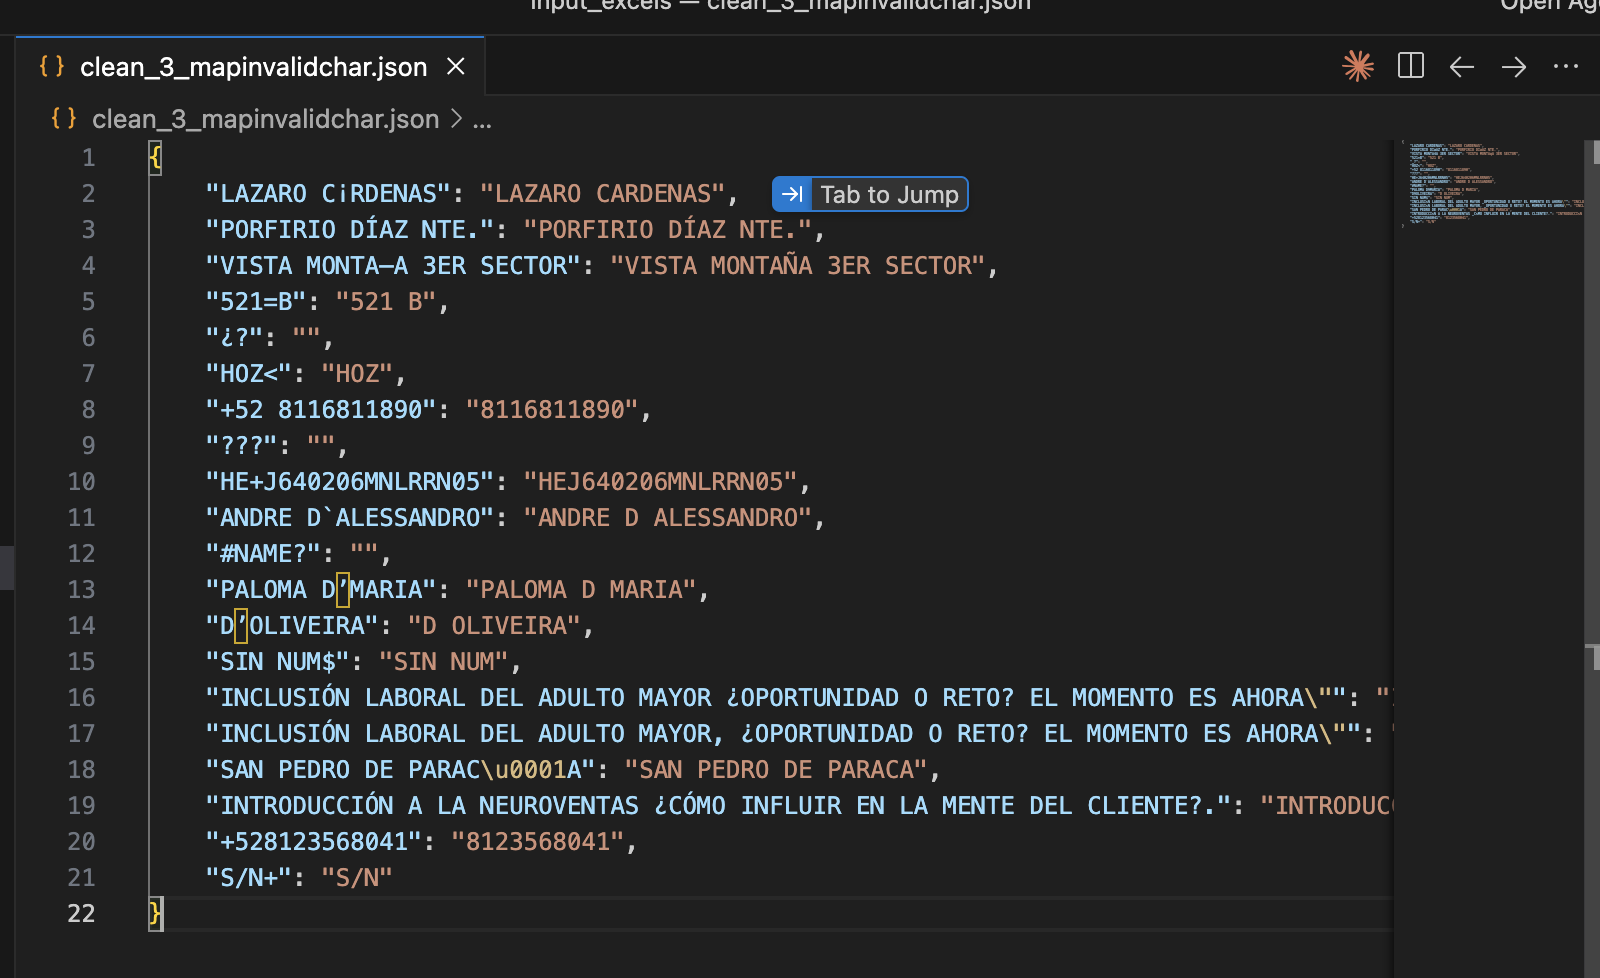 input_excels — clean_3_mapinvalidchar.json
Open Ag
{ } clean_3_mapinvalidchar.json ×
{ } clean_3_mapinvalidchar.json > ...
1 {
2 "LAZARO C¡RDENAS": "LAZARO CARDENAS", Tab to Jump
3 "PORFIRIO DÍAZ NTE.": "PORFIRIO DÍAZ NTE.",
4 "VISTA MONTA—A 3ER SECTOR": "VISTA MONTAÑA 3ER SECTOR",
5 "521=B": "521 B",
6 "¿?": "",
7 "HOZ<": "HOZ",
8 "+52 8116811890": "8116811890",
9 "???": "",
10 "HE+J640206MNLRRN05": "HEJ640206MNLRRN05",
11 "ANDRE D`ALESSANDRO": "ANDRE D ALESSANDRO",
12 "#NAME?": "",
13 "PALOMA D’MARIA": "PALOMA D MARIA",
14 "D’OLIVEIRA": "D OLIVEIRA",
15 "SIN NUM$": "SIN NUM",
16 "INCLUSIÓN LABORAL DEL ADULTO MAYOR ¿OPORTUNIDAD O RETO? EL MOMENTO ES AHORA\"": "
17 "INCLUSIÓN LABORAL DEL ADULTO MAYOR, ¿OPORTUNIDAD O RETO? EL MOMENTO ES AHORA\"":
18 "SAN PEDRO DE PARAC\u0001A": "SAN PEDRO DE PARACA",
19 "INTRODUCCIÓN A LA NEUROVENTAS ¿CÓMO INFLUIR EN LA MENTE DEL CLIENTE?.": "INTRODUC
20 "+528123568041": "8123568041",
21 "S/N+": "S/N"
22 }